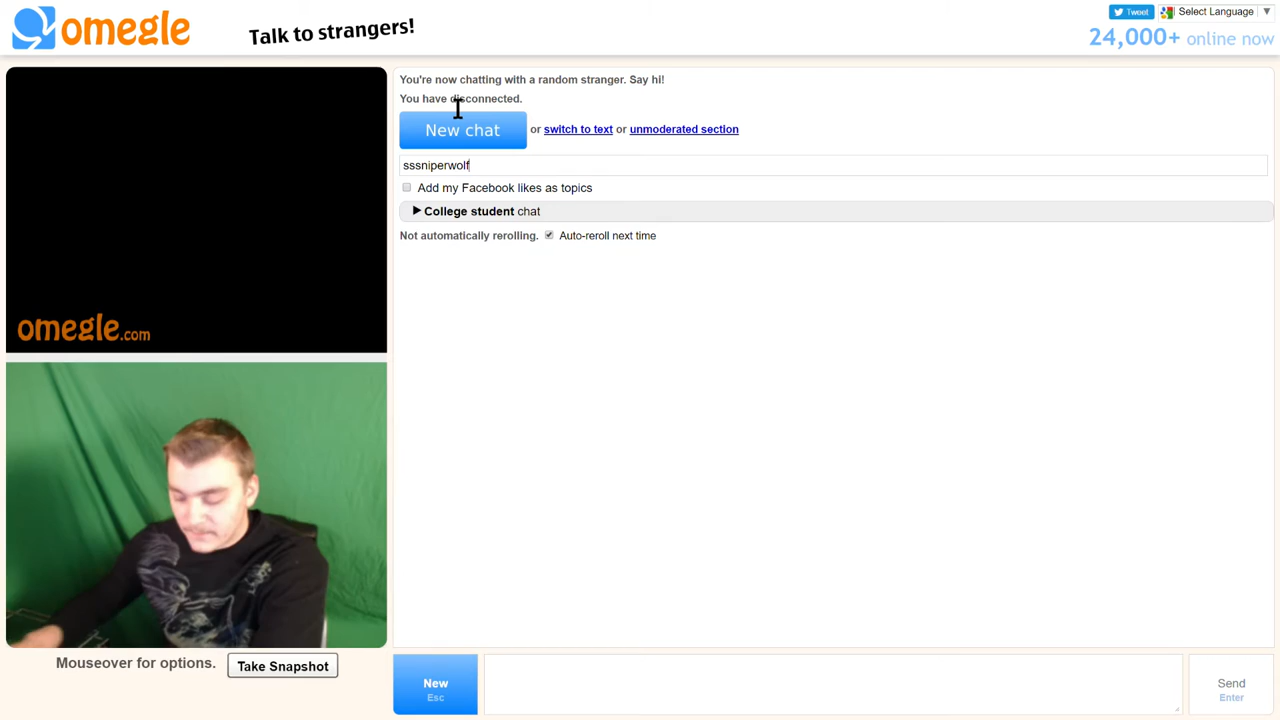 omegle
Talk to strangers!
Tweet
Select Language ▼
24,000+ online now
You're now chatting with a random stranger. Say hi!
You have disconnected.
New chat or switch to text or unmoderated section
sssniperwolf
Add my Facebook likes as topics
College student chat
Not automatically rerolling. Auto-reroll next time
omegle.com
Mouseover for options. Take Snapshot
New
Esc
Send
Enter